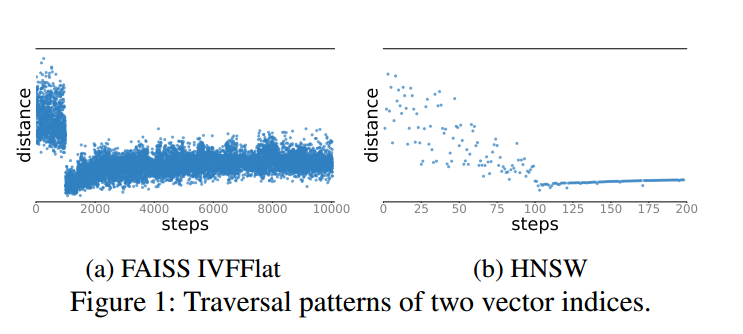 distance
0 2000 4000 6000 8000 10000
steps
distance
0 25 50 75 100 125 150 175 200
steps
(a) FAISS IVFFlat
(b) HNSW
Figure 1: Traversal patterns of two vector indices.